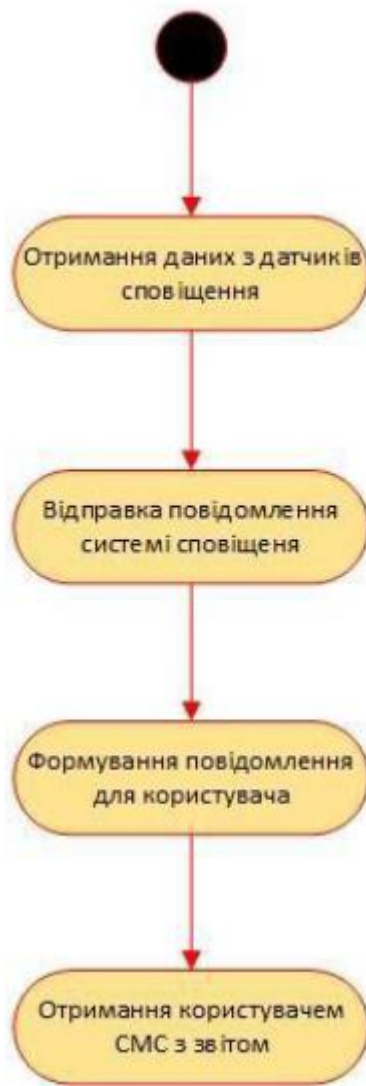 Отримання даних з датчиків
сповіщення
Відправка повідомлення
системі сповіщеня
Формування повідомлення
для користувача
Отримання користувачем
СМС з звітом